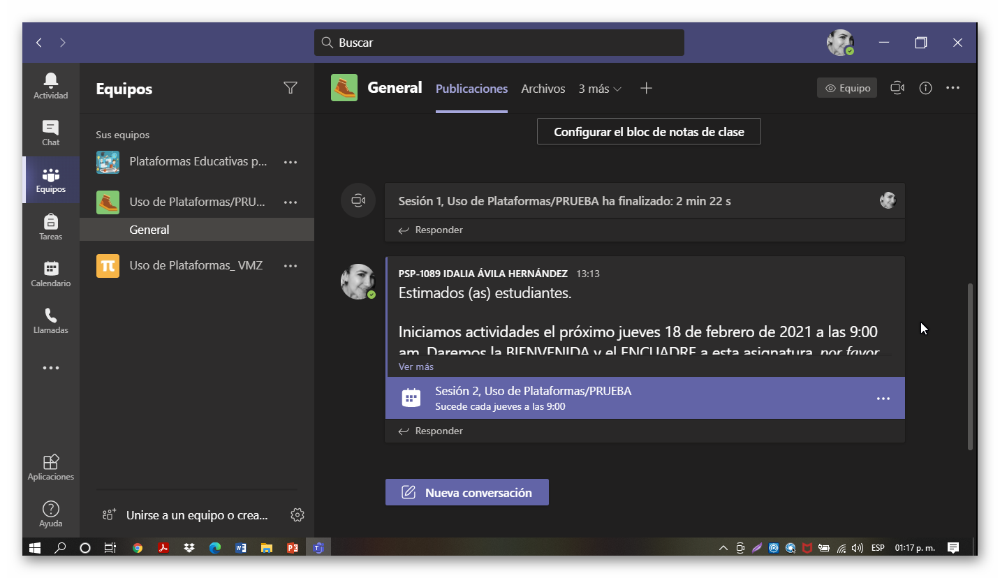 Buscar
Actividad
Chat
Equipos
Tareas
Calendario
Llamadas
Aplicaciones
Ayuda
Equipos
Sus equipos
Plataformas Educativas p...
Uso de Plataformas/PRU...
General
Uso de Plataformas_ VMZ
Unirse a un equipo o crea...
General Publicaciones Archivos 3 más
Equipo
Configurar el bloc de notas de clase
Sesión 1, Uso de Plataformas/PRUEBA ha finalizado: 2 min 22 s
Responder
PSP-1089 IDALIA ÁVILA HERNÁNDEZ 13:13
Estimados (as) estudiantes.
Iniciamos actividades el próximo jueves 18 de febrero de 2021 a las 9:00
am. Daremos la BIENVENIDA y el ENCUADRE a esta asignatura, por favor
Ver más
Sesión 2, Uso de Plataformas/PRUEBA
Sucede cada jueves a las 9:00
Responder
Nueva conversación
ESP 01:17 p. m.